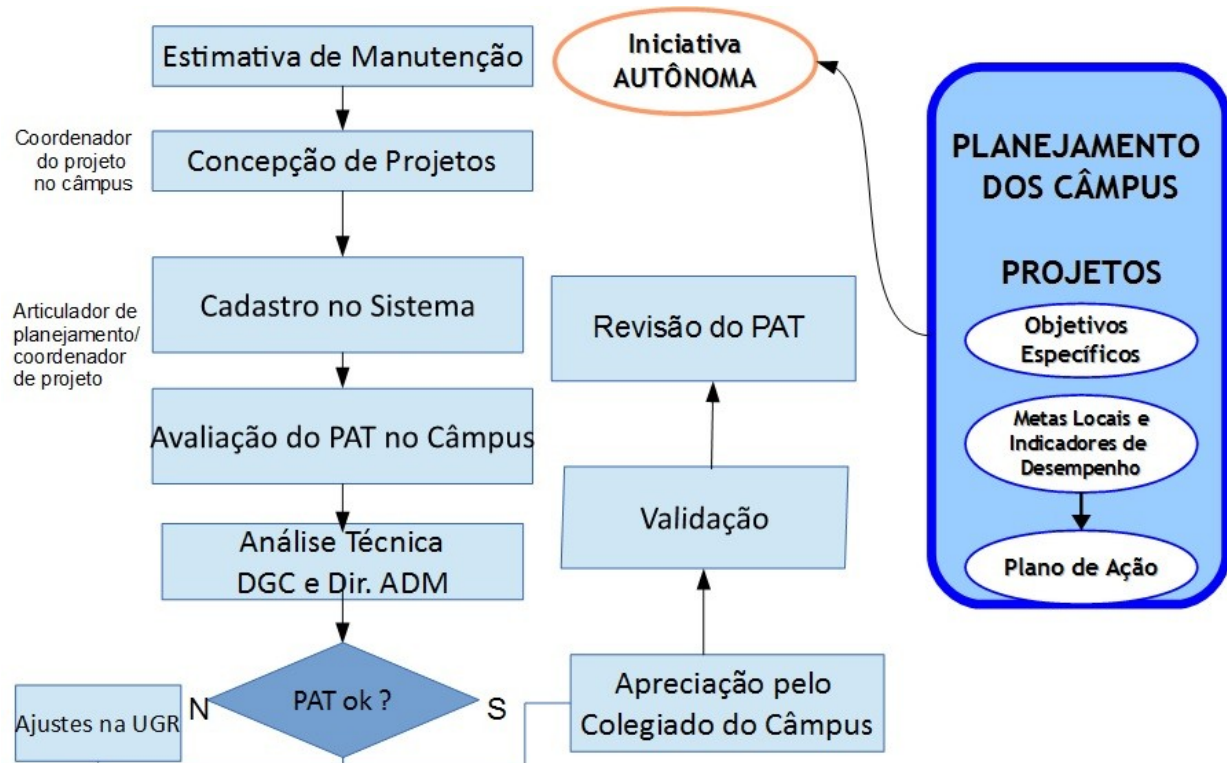 Estimativa de Manutenção
Coordenador
do projeto
no câmpus
Concepção de Projetos
Articulador de
planejamento/
coordenador
de projeto
Cadastro no Sistema
Avaliação do PAT no Câmpus
Análise Técnica
DGC e Dir. ADM
PAT ok ?
N
S
Ajustes na UGR
Apreciação pelo
Colegiado do Câmpus
Validação
Revisão do PAT
Iniciativa
AUTÔNOMA
PLANEJAMENTO
DOS CÂMPUS
PROJETOS
Objetivos
Específicos
Metas Locais e
Indicadores de
Desempenho
Plano de Ação